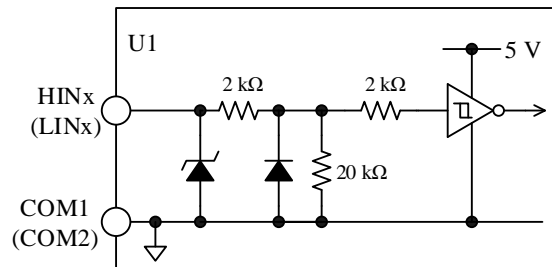 U1
5 V
2 kΩ
2 kΩ
HINx
(LINx)
20 kΩ
COM1
(COM2)